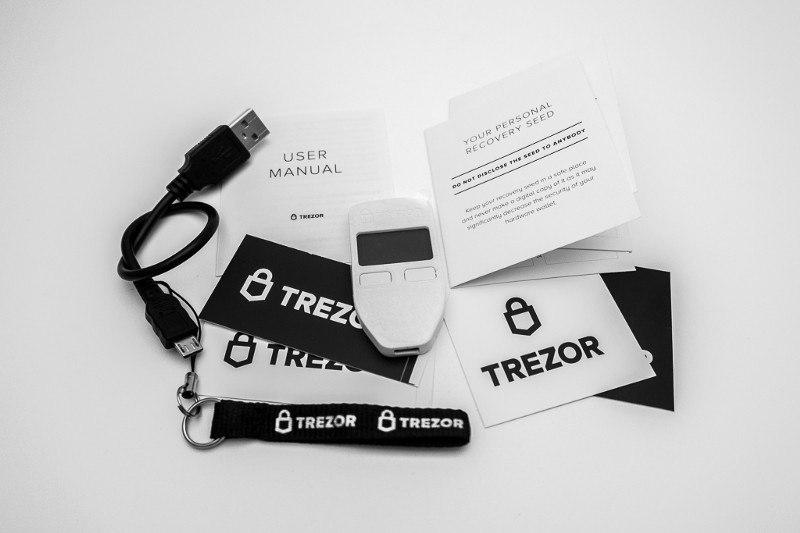 USER
MANUAL
TREZOR
YOUR PERSONAL
RECOVERY SEED
DO NOT DISCLOSE THE SEED TO ANYBODY
Keep your recovery seed in a safe place
and never make a digital copy of it as it may
significantly decrease the security of your
hardware wallet.
TREZOR
TREZOR
TREZOR
TREZOR TREZOR